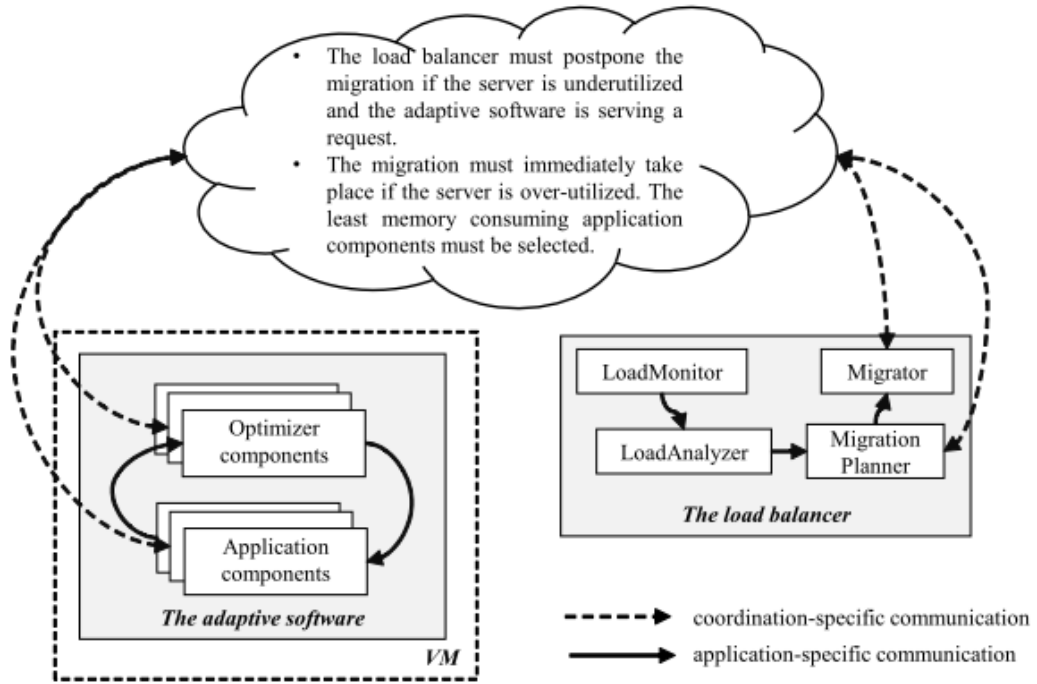 • The load balancer must postpone the
migration if the server is underutilized
and the adaptive software is serving a
request.
• The migration must immediately take
place if the server is over-utilized. The
least memory consuming application
components must be selected.
Optimizer
components
Application
components
The adaptive software
VM
LoadMonitor
Migrator
LoadAnalyzer
Migration
Planner
The load balancer
coordination-specific communication
application-specific communication